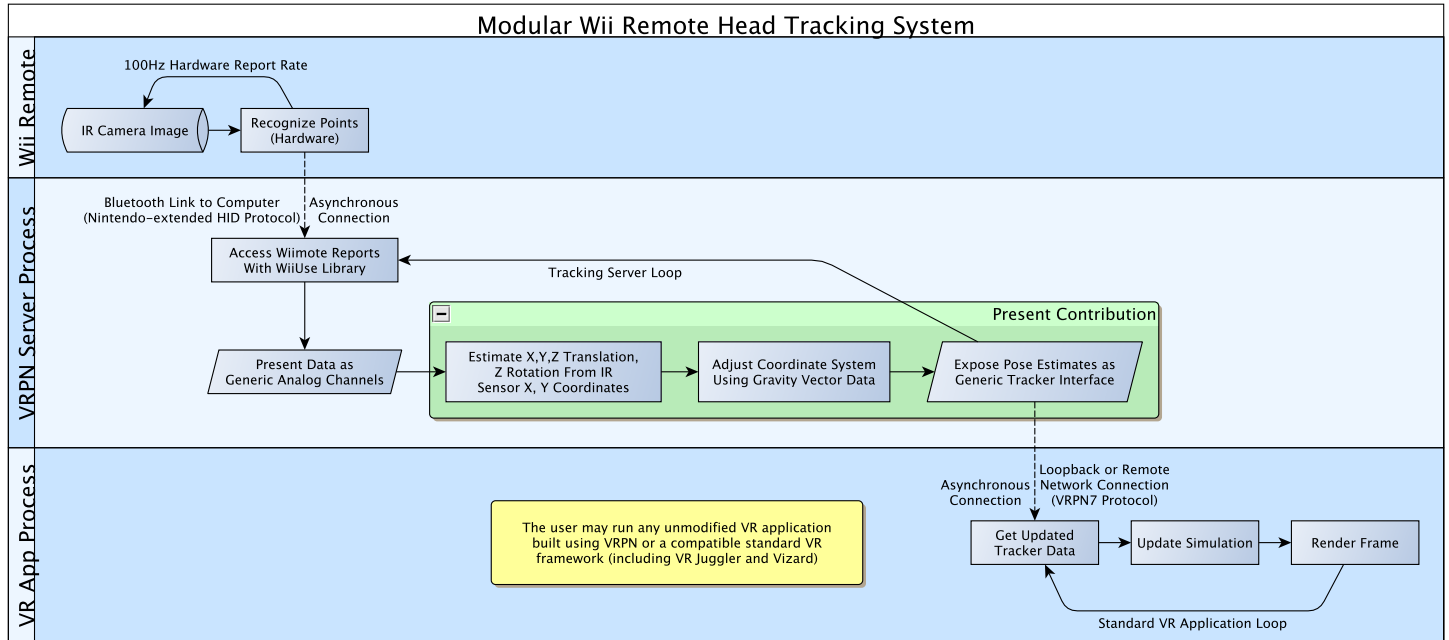 Modular Wii Remote Head Tracking System
Wii Remote
100Hz Hardware Report Rate
IR Camera Image
Recognize Points
(Hardware)
VRPN Server Process
Bluetooth Link to Computer
(Nintendo-extended HID Protocol)
Asynchronous
Connection
Access Wiimote Reports
With WiiUse Library
Tracking Server Loop
Present Contribution
Present Data as
Generic Analog Channels
Estimate X,Y,Z Translation,
Z Rotation From IR
Sensor X, Y Coordinates
Adjust Coordinate System
Using Gravity Vector Data
Expose Pose Estimates as
Generic Tracker Interface
VR App Process
Asynchronous
Connection
Loopback or Remote
Network Connection
(VRPN7 Protocol)
The user may run any unmodified VR application
built using VRPN or a compatible standard VR
framework (including VR Juggler and Vizard)
Get Updated
Tracker Data
Update Simulation
Render Frame
Standard VR Application Loop